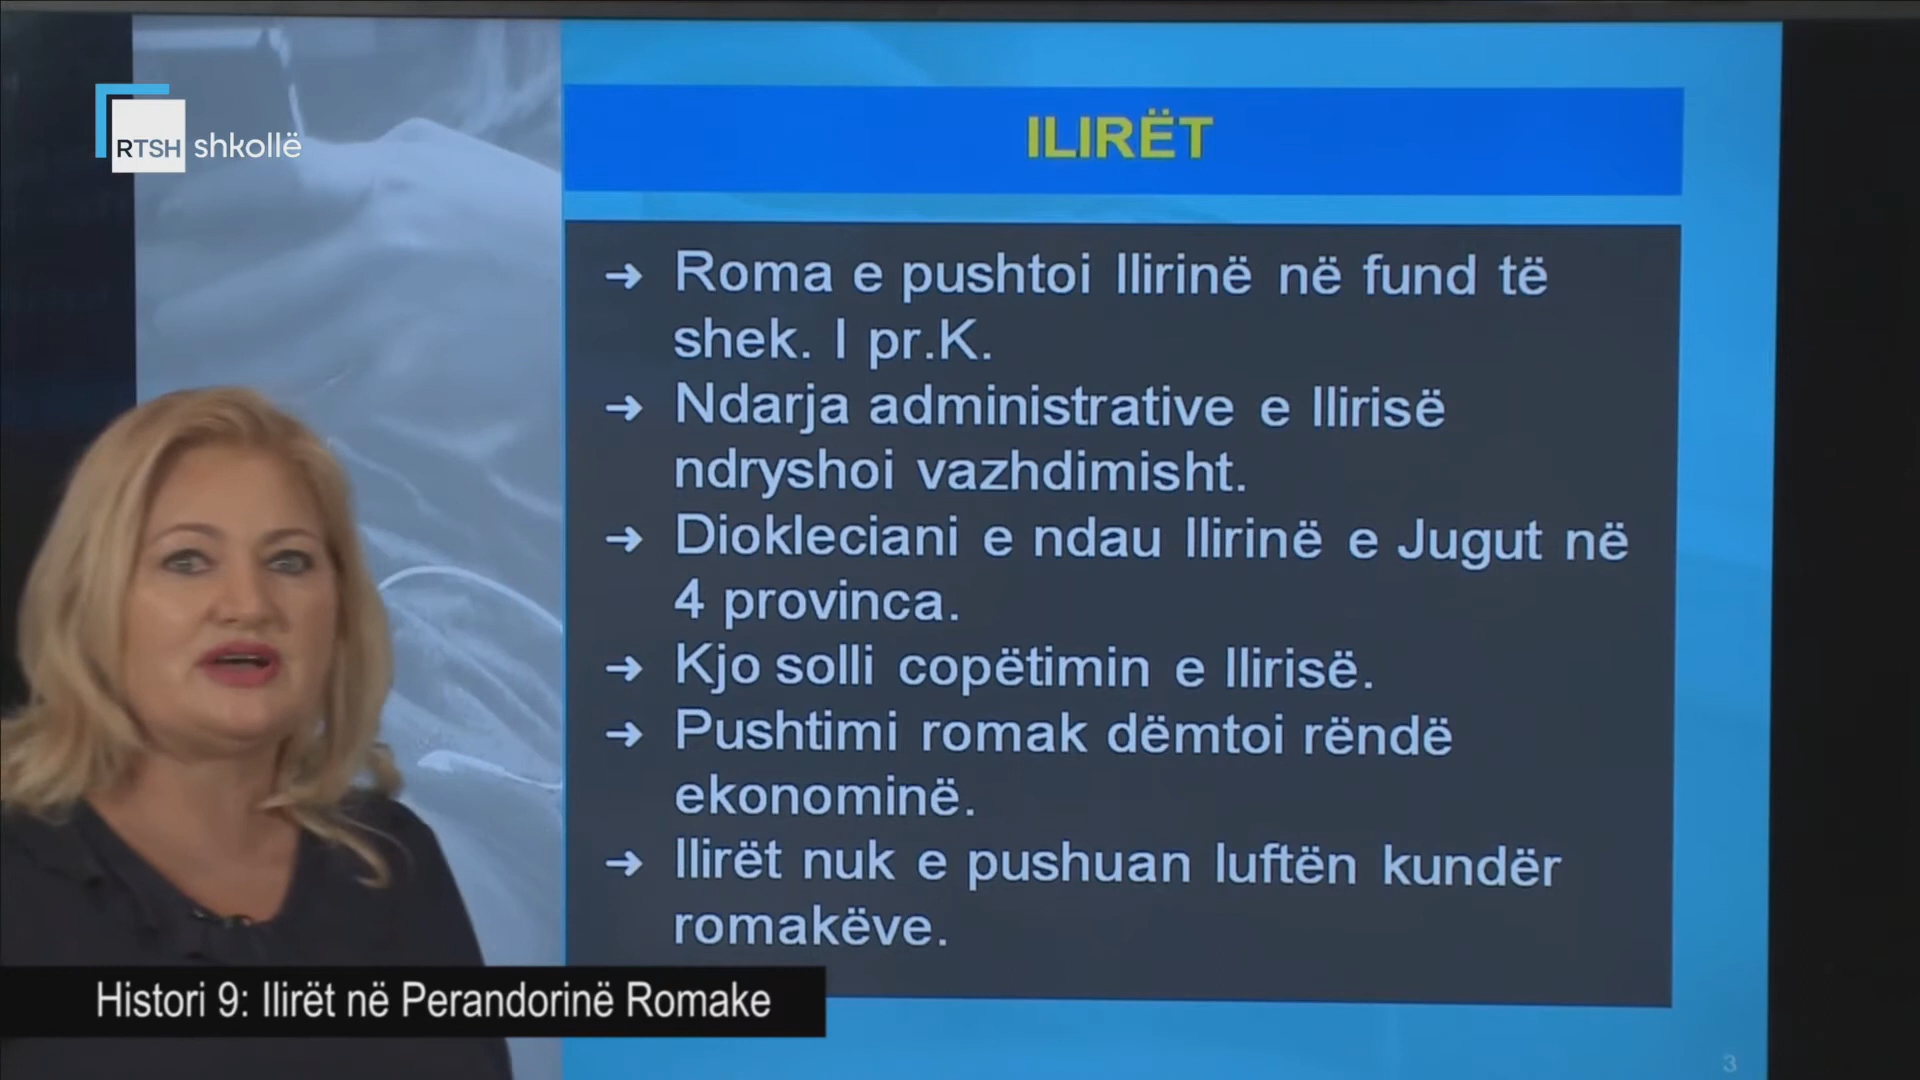 RTSH shkollë
ILIRËT
➔ Roma e pushtoi Ilirinë në fund të
shek. I pr.K.
➔ Ndarja administrative e Ilirisë
ndryshoi vazhdimisht.
➔ Diokleciani e ndau Ilirinë e Jugut në
4 provinca.
➔ Kjo solli copëtimin e Ilirisë.
➔ Pushtimi romak dëmtoi rëndë
ekonominë.
➔ Ilirët nuk e pushuan luftën kundër
romakëve.
Histori 9: Ilirët në Perandorinë Romake
3